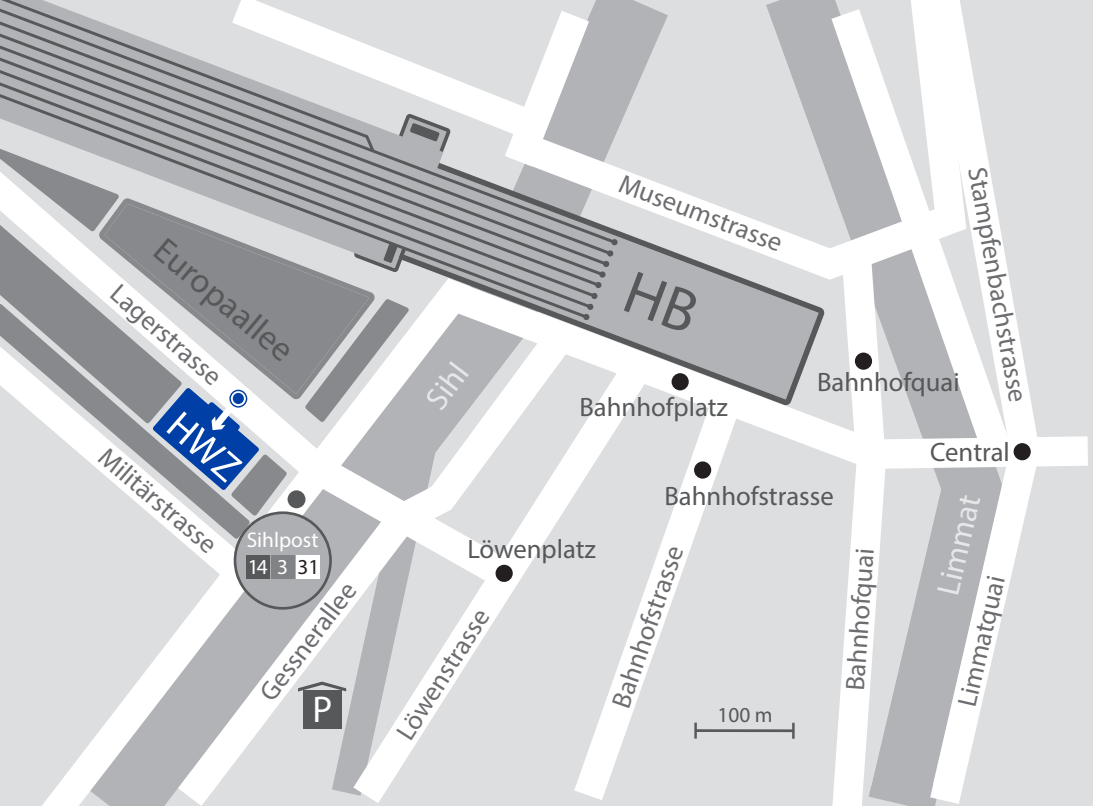 Museumstrasse
Stampfenbachstrasse
Europaallee
HB
Lagerstrasse
Sihl
Bahnhofquai
Bahnhofplatz
HWZ
Central
Militärstrasse
Bahnhofstrasse
Sihlpost
14 3 31
Löwenplatz
Limmat
Gessnerallee
Löwenstrasse
Bahnhofstrasse
Bahnhofquai
Limmatquai
P
100 m